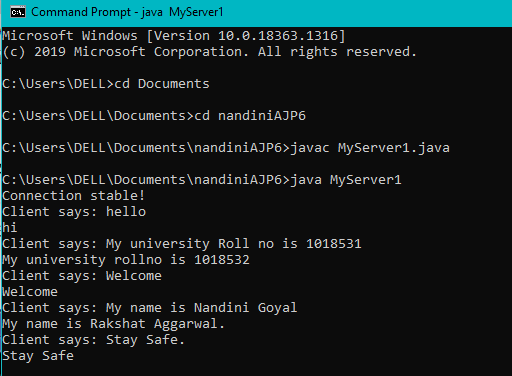 Command Prompt - java  MyServer1
Microsoft Windows [Version 10.0.18363.1316]
(c) 2019 Microsoft Corporation. All rights reserved.
C:\Users\DELL>cd Documents
C:\Users\DELL\Documents>cd nandiniAJP6
C:\Users\DELL\Documents\nandiniAJP6>javac MyServer1.java
C:\Users\DELL\Documents\nandiniAJP6>java MyServer1
Connection stable!
Client says: hello
hi
Client says: My university Roll no is 1018531
My university rollno is 1018532
Client says: Welcome
Welcome
Client says: My name is Nandini Goyal
My name is Rakshat Aggarwal.
Client says: Stay Safe.
Stay Safe